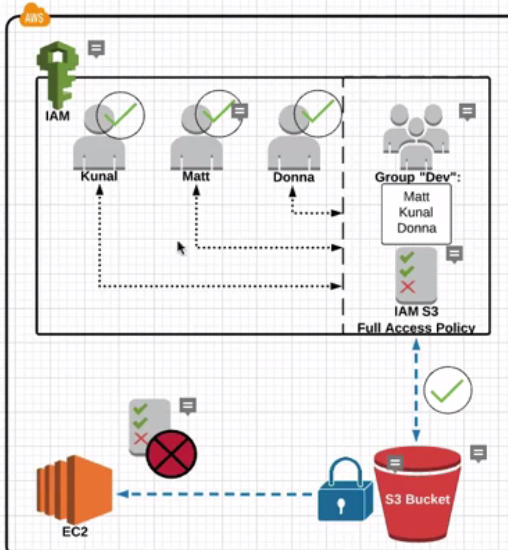 AWS
IAM
Kunal
Matt
Donna
Group "Dev":
Matt
Kunal
Donna
IAM S3
Full Access Policy
S3 Bucket
EC2